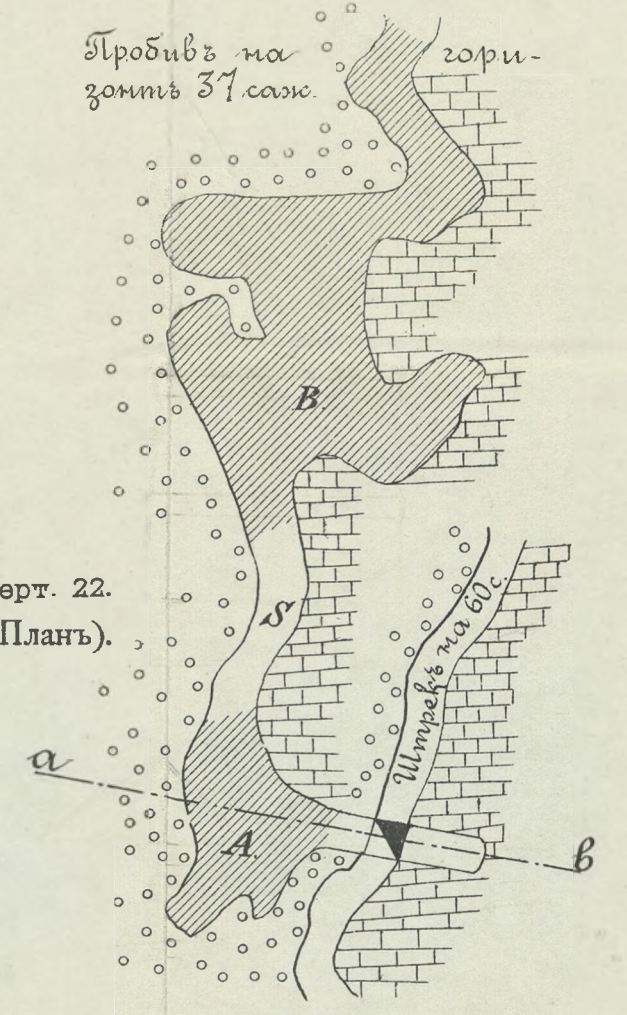 Пробивъ на гори-
зонтъ 37 саж.
B.
ерт. 22.
S
Планъ).
Штрекъ на 60 с.
a
A.
в